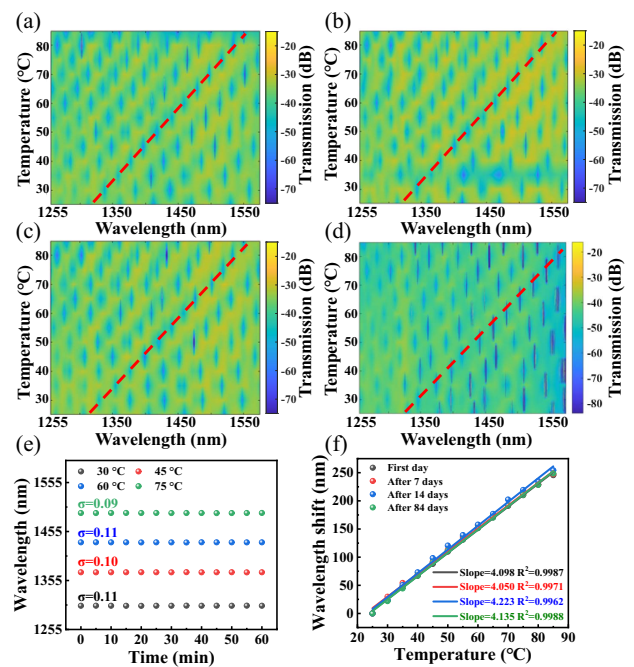 (a)
Temperature (℃)
80
70
60
50
40
30
1255
1350
1450
1550
Wavelength (nm)
-20
-30
-40
-50
-60
-70
Transmission (dB)
(b)
Temperature (℃)
80
70
60
50
40
30
1255
1350
1450
1550
Wavelength (nm)
-20
-30
-40
-50
-60
-70
Transmission (dB)
(c)
Temperature (℃)
80
70
60
50
40
30
1255
1350
1450
1550
Wavelength (nm)
-20
-30
-40
-50
-60
-70
Transmission (dB)
(d)
Temperature (℃)
80
70
60
50
40
30
1255
1350
1450
1550
Wavelength (nm)
-20
-40
-60
-80
Transmission (dB)
(e)
Wavelength (nm)
1555
1455
1355
1255
30 ℃ 45 ℃
60 ℃ 75 ℃
σ=0.09
σ=0.11
σ=0.10
σ=0.11
0 10 20 30 40 50 60
Time (min)
(f)
Wavelength shift (nm)
250
200
150
100
50
0
First day
After 7 days
After 14 days
After 84 days
Slope=4.098 R²=0.9987
Slope=4.050 R²=0.9971
Slope=4.223 R²=0.9962
Slope=4.135 R²=0.9988
20 30 40 50 60 70 80 90
Temperature (℃)